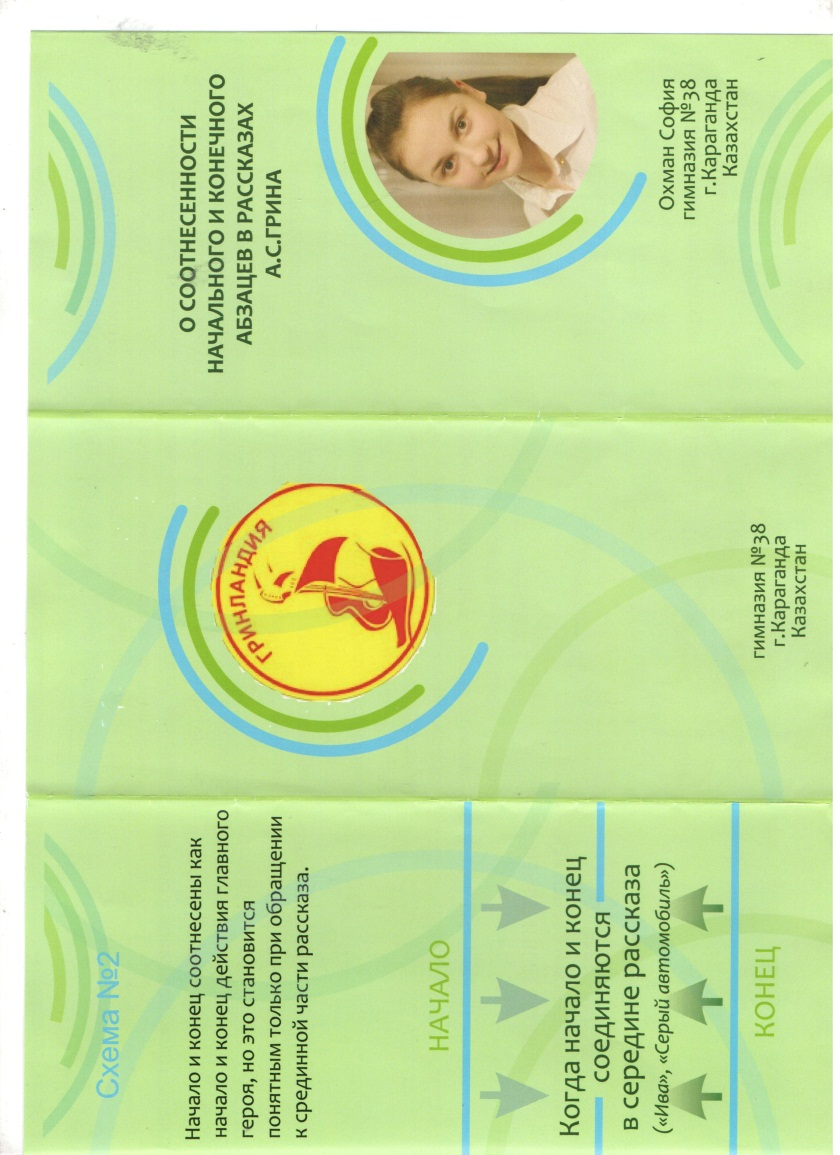 Схема №2
Начало и конец соотнесены как
начало и конец действия главного
героя, но это становится
понятным только при обращении
к срединной части рассказа.
НАЧАЛО
Когда начало и конец
соединяются
в середине рассказа
(«Ива», «Серый автомобиль»)
КОНЕЦ
ГРИНЛАНДИЯ
гимназия №38
г.Караганда
Казахстан
О СООТНЕСЕННОСТИ
НАЧАЛЬНОГО И КОНЕЧНОГО
АБЗАЦЕВ В РАССКАЗАХ
А.С.ГРИНА
Охман София
гимназия №38
г.Караганда
Казахстан